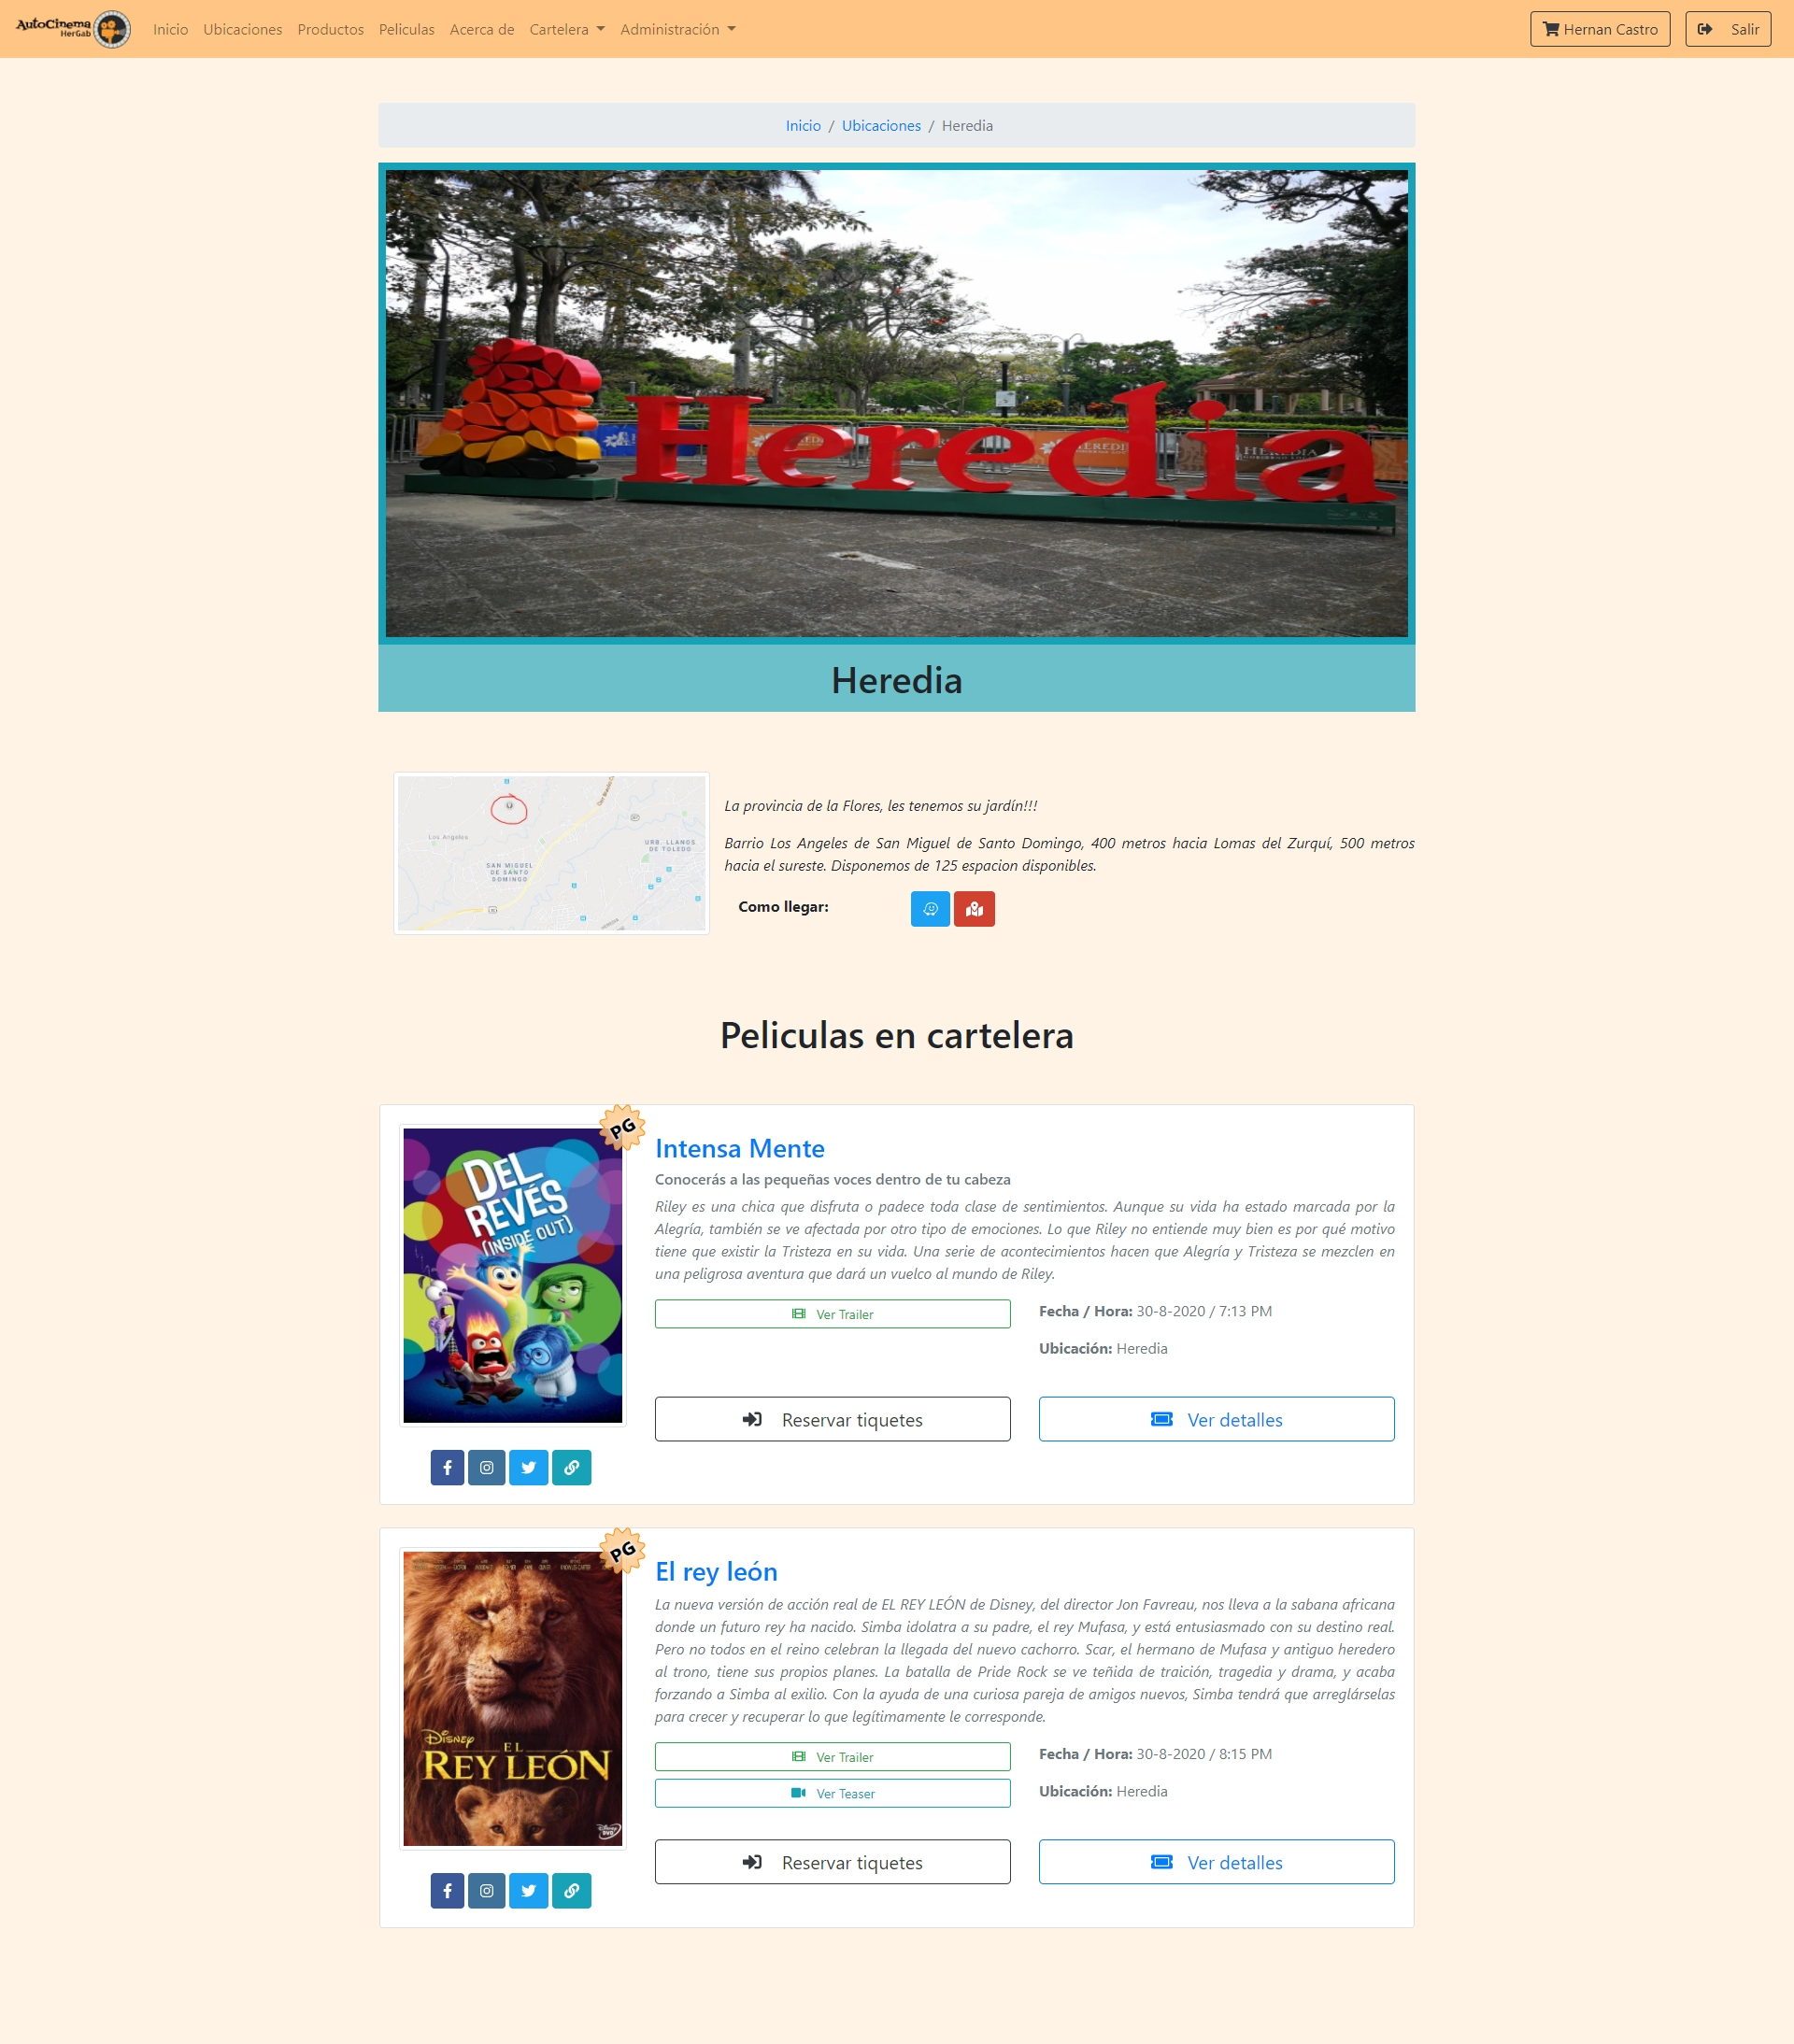 AutoCinema
HerGab
Inicio Ubicaciones Productos Peliculas Acerca de Cartelera Administración Hernan Castro Salir
Inicio / Ubicaciones / Heredia
Heredia
HEREDIA
Heredia
Los Angeles
SAN MIGUEL
DE SANTO
DOMINGO
URB. LLANOS
DE TOLEDO
La provincia de la Flores, les tenemos su jardín!!!
Barrio Los Angeles de San Miguel de Santo Domingo, 400 metros hacia Lomas del Zurquí, 500 metros
hacia el sureste. Disponemos de 125 espacion disponibles.
Como llegar:
Peliculas en cartelera
PG
DEL
REVÉS
(INSIDE OUT)
Intensa Mente
Conocerás a las pequeñas voces dentro de tu cabeza
Riley es una chica que disfruta o padece toda clase de sentimientos. Aunque su vida ha estado marcada por la
Alegría, también se ve afectada por otro tipo de emociones. Lo que Riley no entiende muy bien es por qué motivo
tiene que existir la Tristeza en su vida. Una serie de acontecimientos hacen que Alegría y Tristeza se mezclen en
una peligrosa aventura que dará un vuelco al mundo de Riley.
Ver Trailer
Fecha / Hora: 30-8-2020 / 7:13 PM
Ubicación: Heredia
Reservar tiquetes
Ver detalles
PG
Disney
EL
REY LEÓN
Disney
DVD
El rey león
La nueva versión de acción real de EL REY LEÓN de Disney, del director Jon Favreau, nos lleva a la sabana africana
donde un futuro rey ha nacido. Simba idolatra a su padre, el rey Mufasa, y está entusiasmado con su destino real.
Pero no todos en el reino celebran la llegada del nuevo cachorro. Scar, el hermano de Mufasa y antiguo heredero
al trono, tiene sus propios planes. La batalla de Pride Rock se ve teñida de traición, tragedia y drama, y acaba
forzando a Simba al exilio. Con la ayuda de una curiosa pareja de amigos nuevos, Simba tendrá que arreglárselas
para crecer y recuperar lo que legítimamente le corresponde.
Ver Trailer
Ver Teaser
Fecha / Hora: 30-8-2020 / 8:15 PM
Ubicación: Heredia
Reservar tiquetes
Ver detalles